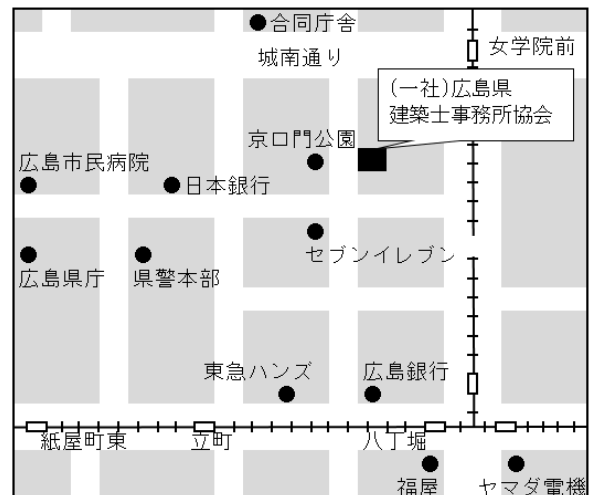 合同庁舎
城南通り
女学院前
(一社)広島県
建築士事務所協会
京口門公園
広島市民病院
日本銀行
セブンイレブン
広島県庁
県警本部
東急ハンズ
広島銀行
紙屋町東
立町
八丁堀
福屋
ヤマダ電機